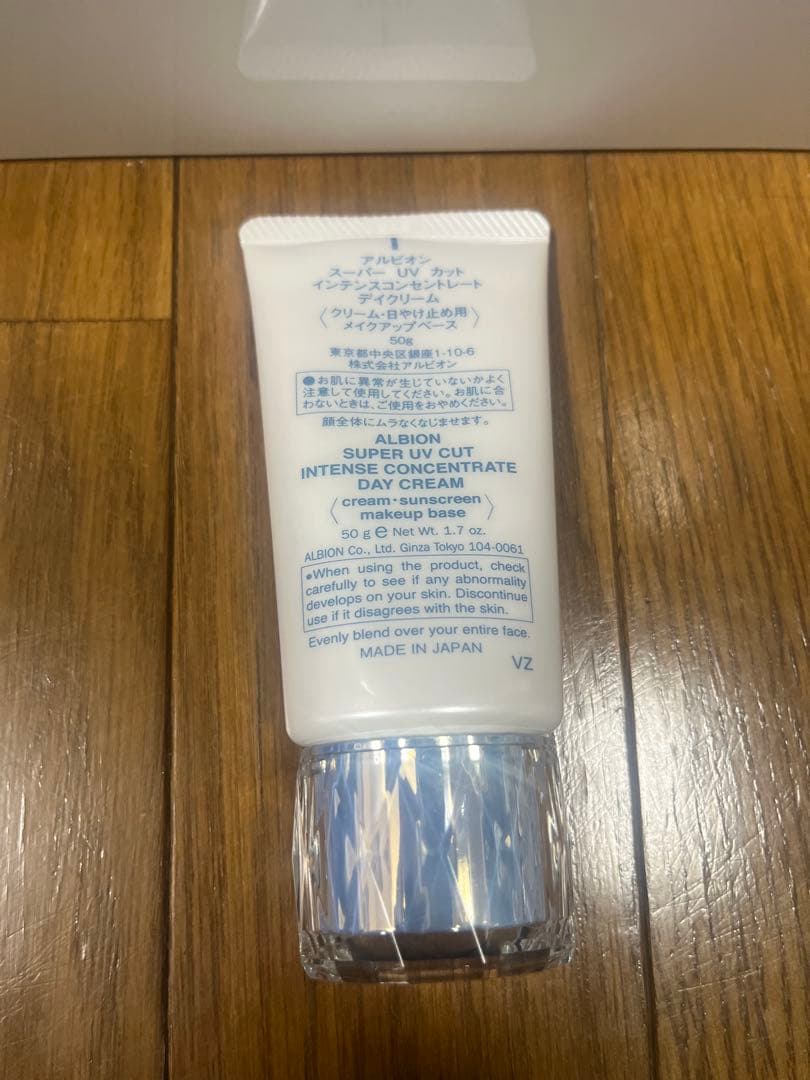 アルビオン
スーパー UV カット
インテンスコンセントレート
デイクリーム
〈クリーム・日やけ止め用
メイクアップベース〉
50g
東京都中央区銀座1-10-6
株式会社アルビオン
●お肌に異常が生じていないかよく
注意して使用してください。お肌に合
わないときは、ご使用をおやめください。
顔全体にムラなくなじませます。
ALBION
SUPER UV CUT
INTENSE CONCENTRATE
DAY CREAM
〈cream・sunscreen
makeup base〉
50 g e Net Wt. 1.7 oz.
ALBION Co., Ltd. Ginza Tokyo 104-0061
●When using the product, check
carefully to see if any abnormality
develops on your skin. Discontinue
use if it disagrees with the skin.
Evenly blend over your entire face.
MADE IN JAPAN
VZ